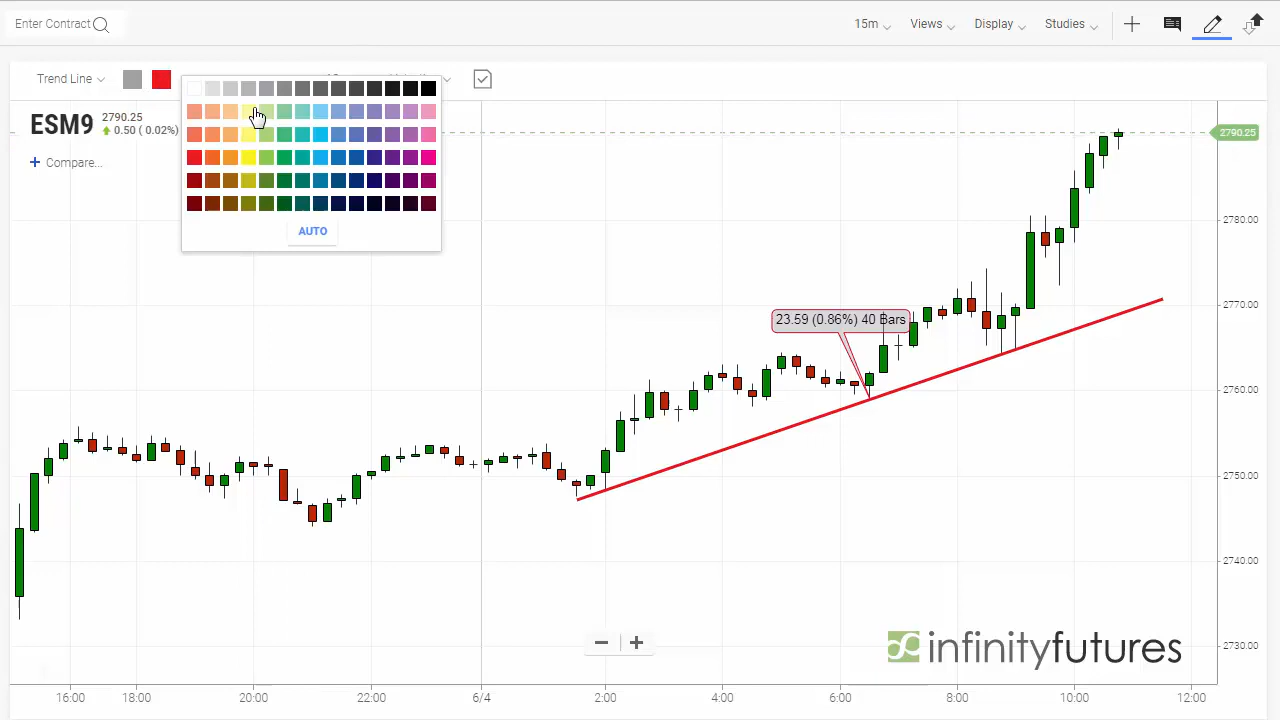 Enter Contract
15m Views Display Studies
Trend Line
ESM9 2790.25
0.50 ( 0.02%)
+ Compare...
AUTO
2790.25
2780.00
2770.00
23.59 (0.86%) 40 Bars
2760.00
2750.00
2740.00
2730.00
− +
infinityfutures
16:00 18:00 20:00 22:00 6/4 2:00 4:00 6:00 8:00 10:00 12:00